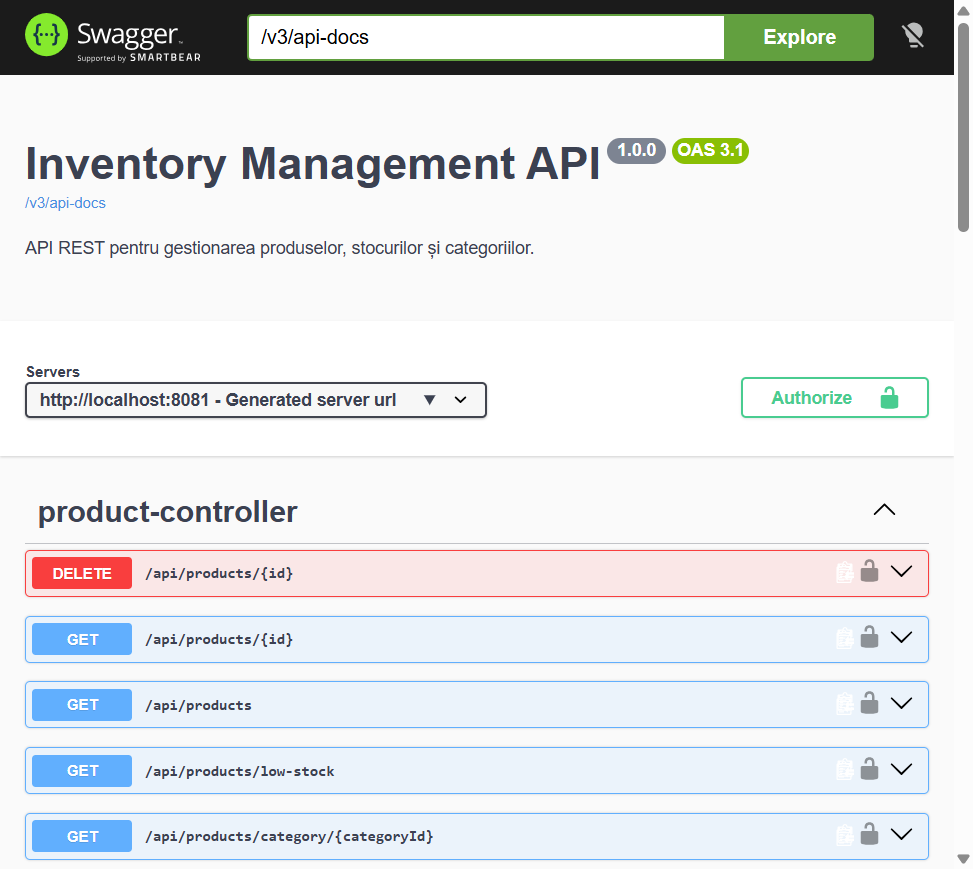 Swagger
Supported by SMARTBEAR
/v3/api-docs
Explore
Inventory Management API 1.0.0 OAS 3.1
/v3/api-docs
API REST pentru gestionarea produselor, stocurilor și categoriilor.
Servers
http://localhost:8081 - Generated server url
Authorize
product-controller
DELETE /api/products/{id}
GET /api/products/{id}
GET /api/products
GET /api/products/low-stock
GET /api/products/category/{categoryId}